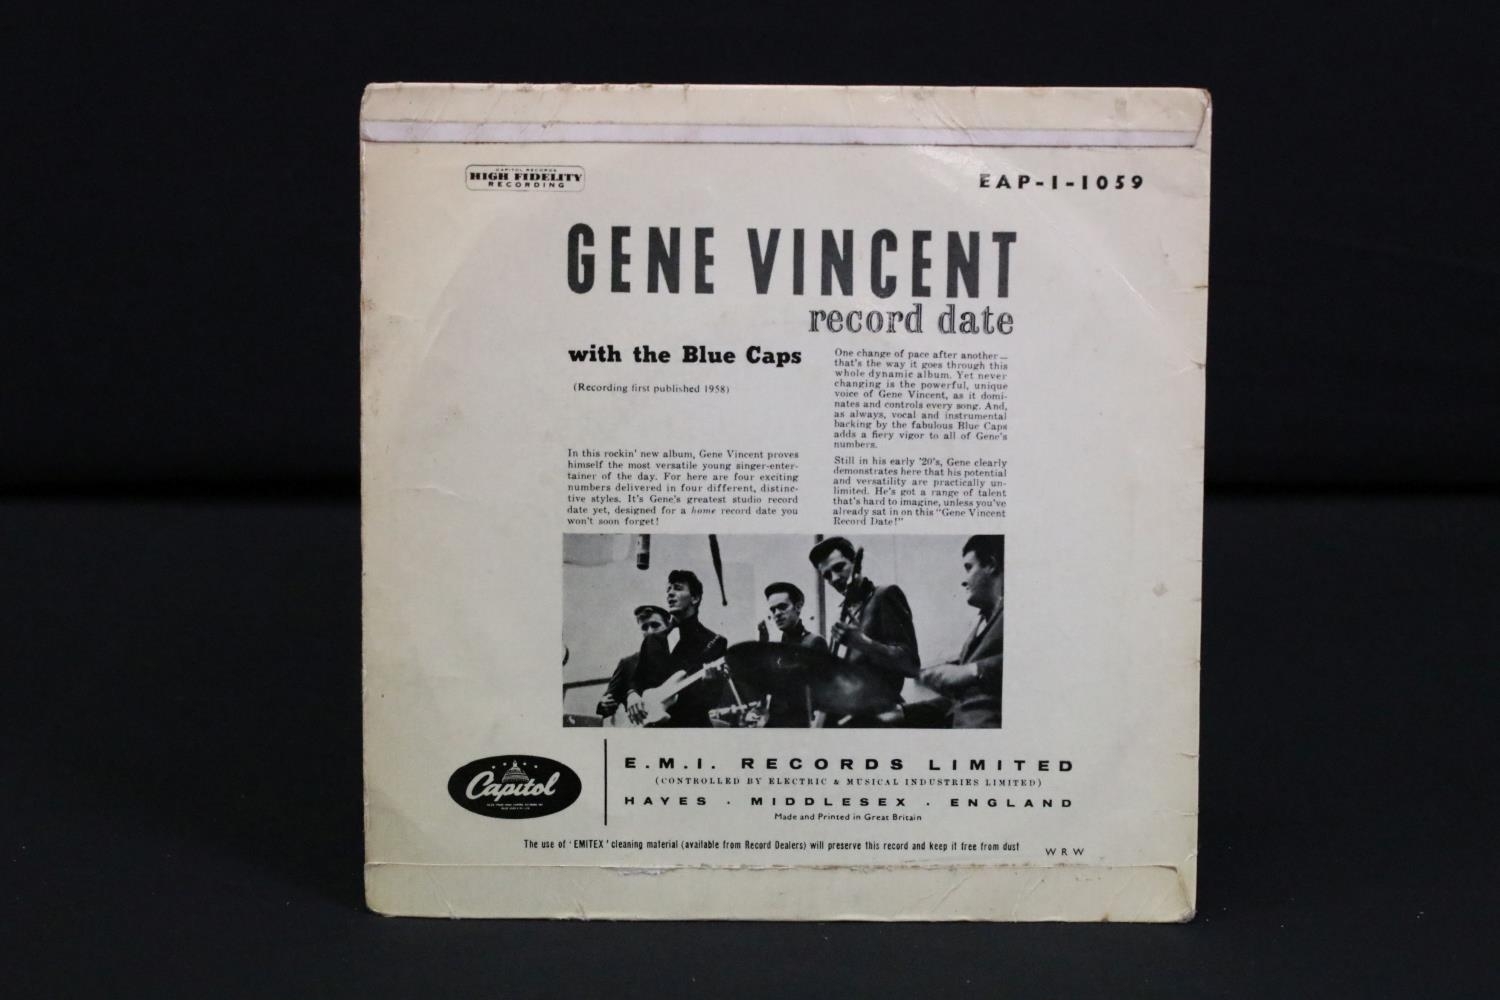 CAPITOL RECORDS
HIGH FIDELITY
RECORDING
EAP-1-1059
GENE VINCENT
record date
with the Blue Caps
(Recording first published 1958)
In this rockin' new album, Gene Vincent proves
himself the most versatile young singer-enter-
tainer of the day. For here are four exciting
numbers delivered in four different, distinc-
tive styles. It's Gene's greatest studio record
date yet, designed for a home record date you
won't soon forget!
One change of pace after another—
that's the way it goes through this
whole dynamic album. Yet never
changing is the powerful, unique
voice of Gene Vincent, as it domi-
nates and controls every song. And,
as always, vocal and instrumental
backing by the fabulous Blue Caps
adds a fiery vigor to all of Gene's
numbers.
Still in his early '20's, Gene clearly
demonstrates here that his potential
and versatility are practically un-
limited. He's got a range of talent
that's hard to imagine, unless you've
already sat in on this "Gene Vincent
Record Date!"
Capitol
E.M.I. RECORDS LIMITED
(CONTROLLED BY ELECTRIC & MUSICAL INDUSTRIES LIMITED)
HAYES . MIDDLESEX . ENGLAND
Made and Printed in Great Britain
The use of 'EMITEX' cleaning material (available from Record Dealers) will preserve this record and keep it free from dust
WRW